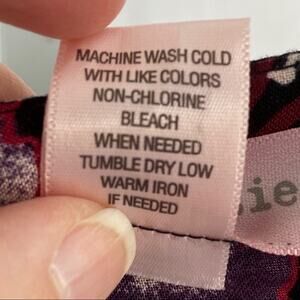 MACHINE WASH COLD
WITH LIKE COLORS
NON-CHLORINE
BLEACH
WHEN NEEDED
TUMBLE DRY LOW
WARM IRON
IF NEEDED